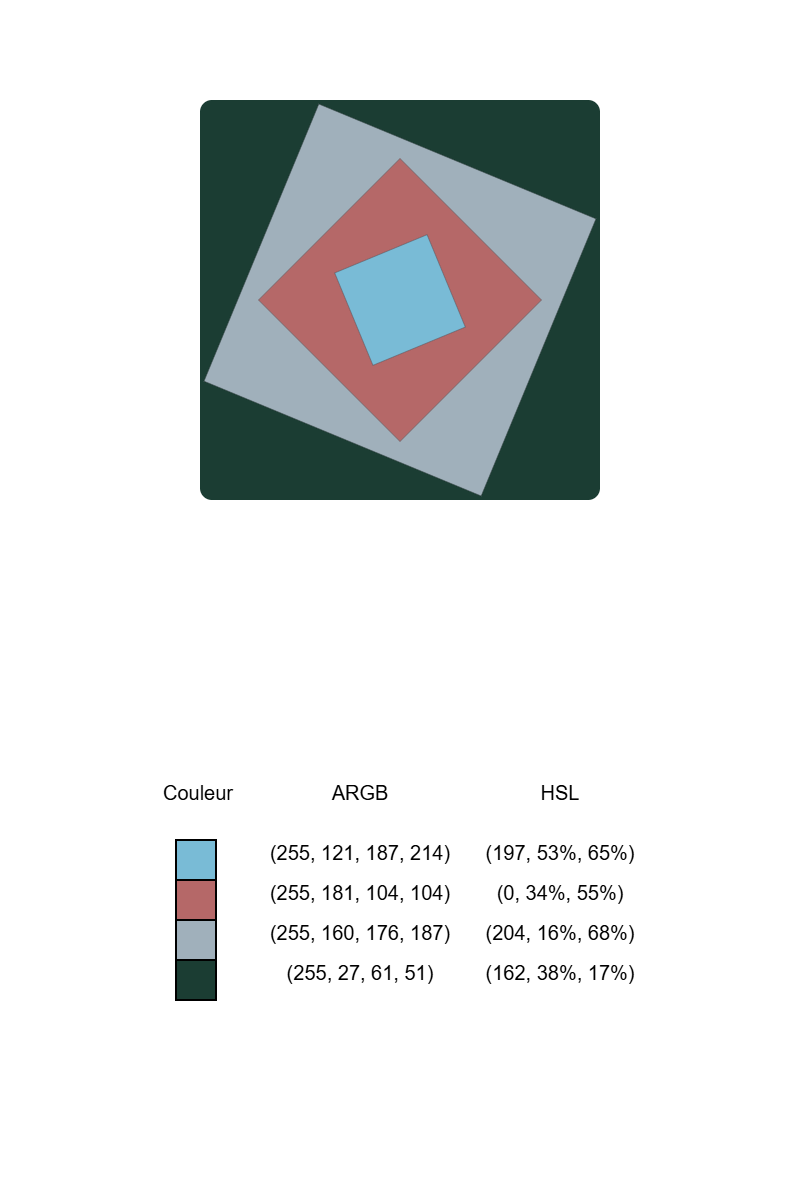 Couleur ARGB HSL
(255, 121, 187, 214) (197, 53%, 65%)
(255, 181, 104, 104) (0, 34%, 55%)
(255, 160, 176, 187) (204, 16%, 68%)
(255, 27, 61, 51) (162, 38%, 17%)